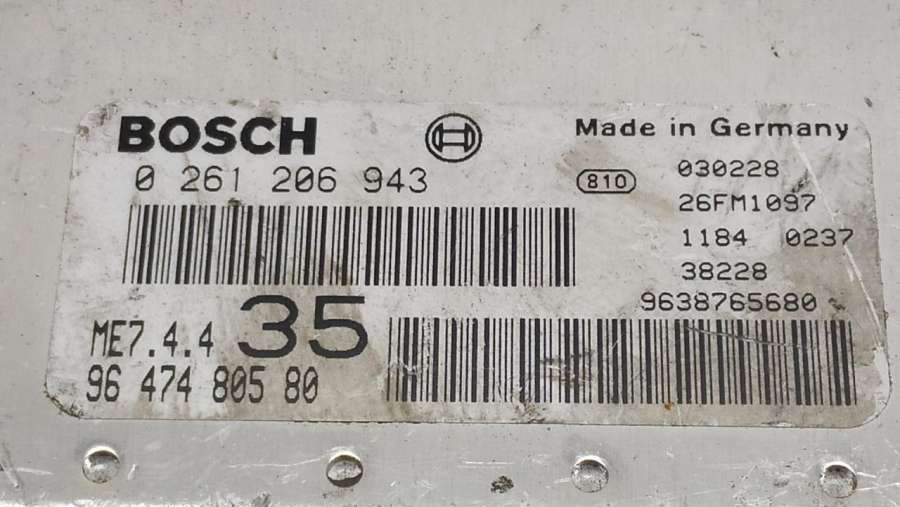 BOSCH
0 261 206 943
Made in Germany
810
030228
26FM1097
1184 0237
38228
9638765680
ME7.4.4 35
96 474 805 80